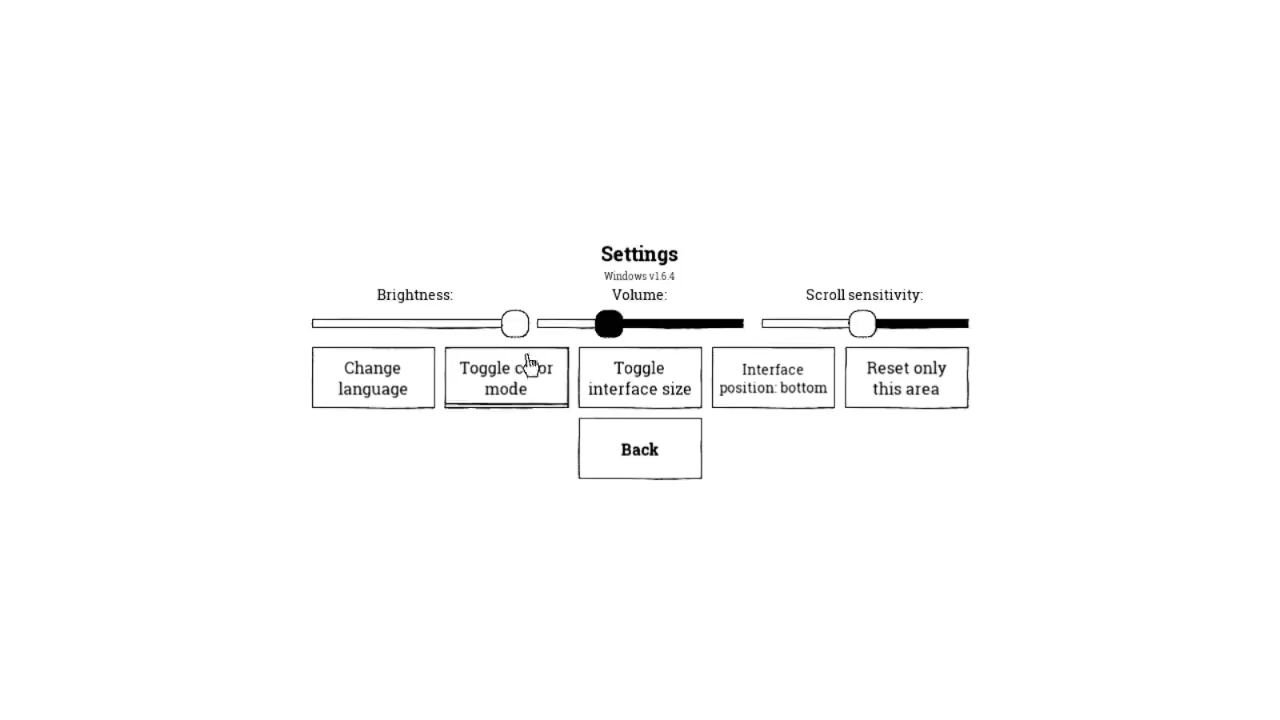 Settings
Windows v1.6.4
Brightness:
Volume:
Scroll sensitivity:
Change
language
Toggle color
mode
Toggle
interface size
Interface
position: bottom
Reset only
this area
Back